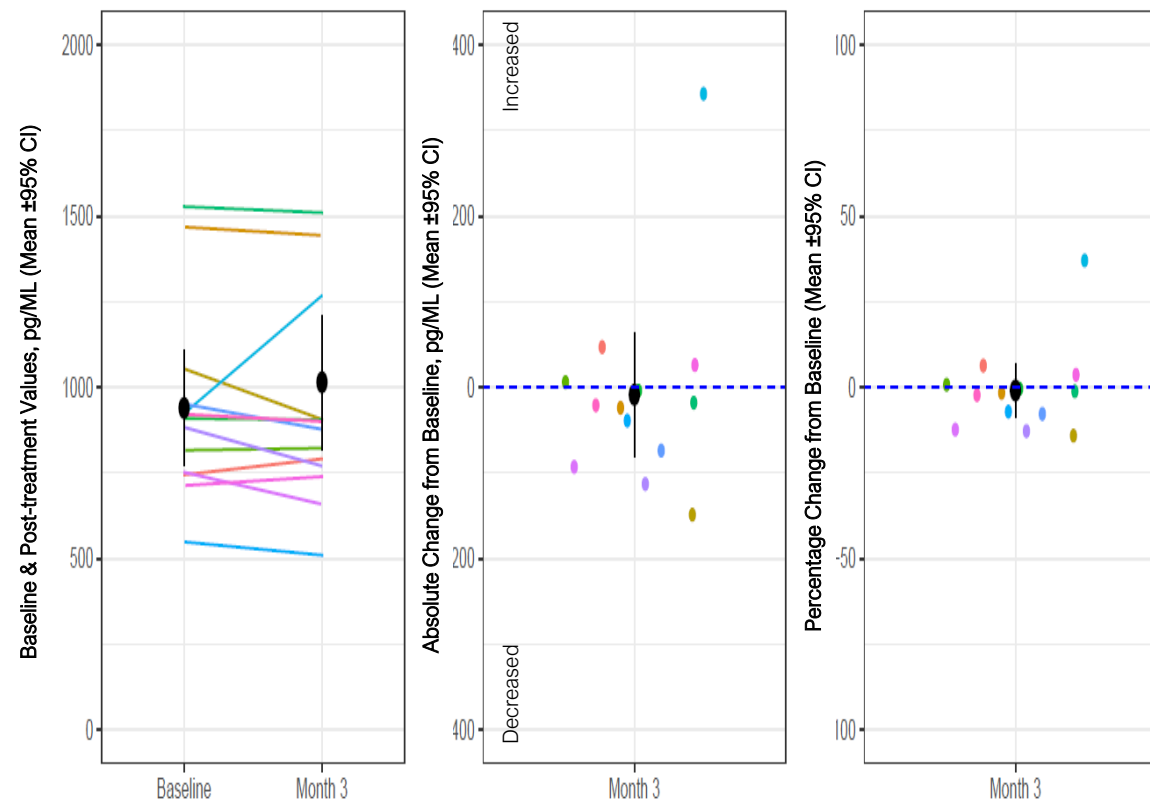 Baseline & Post-treatment Values, pg/ML (Mean ±95% CI)
2000
1500
1000
500
0
Baseline
Month 3
Absolute Change from Baseline, pg/ML (Mean ±95% CI)
Increased
Decreased
400
200
0
200
400
Month 3
Percentage Change from Baseline (Mean ±95% CI)
100
50
0
-50
100
Month 3